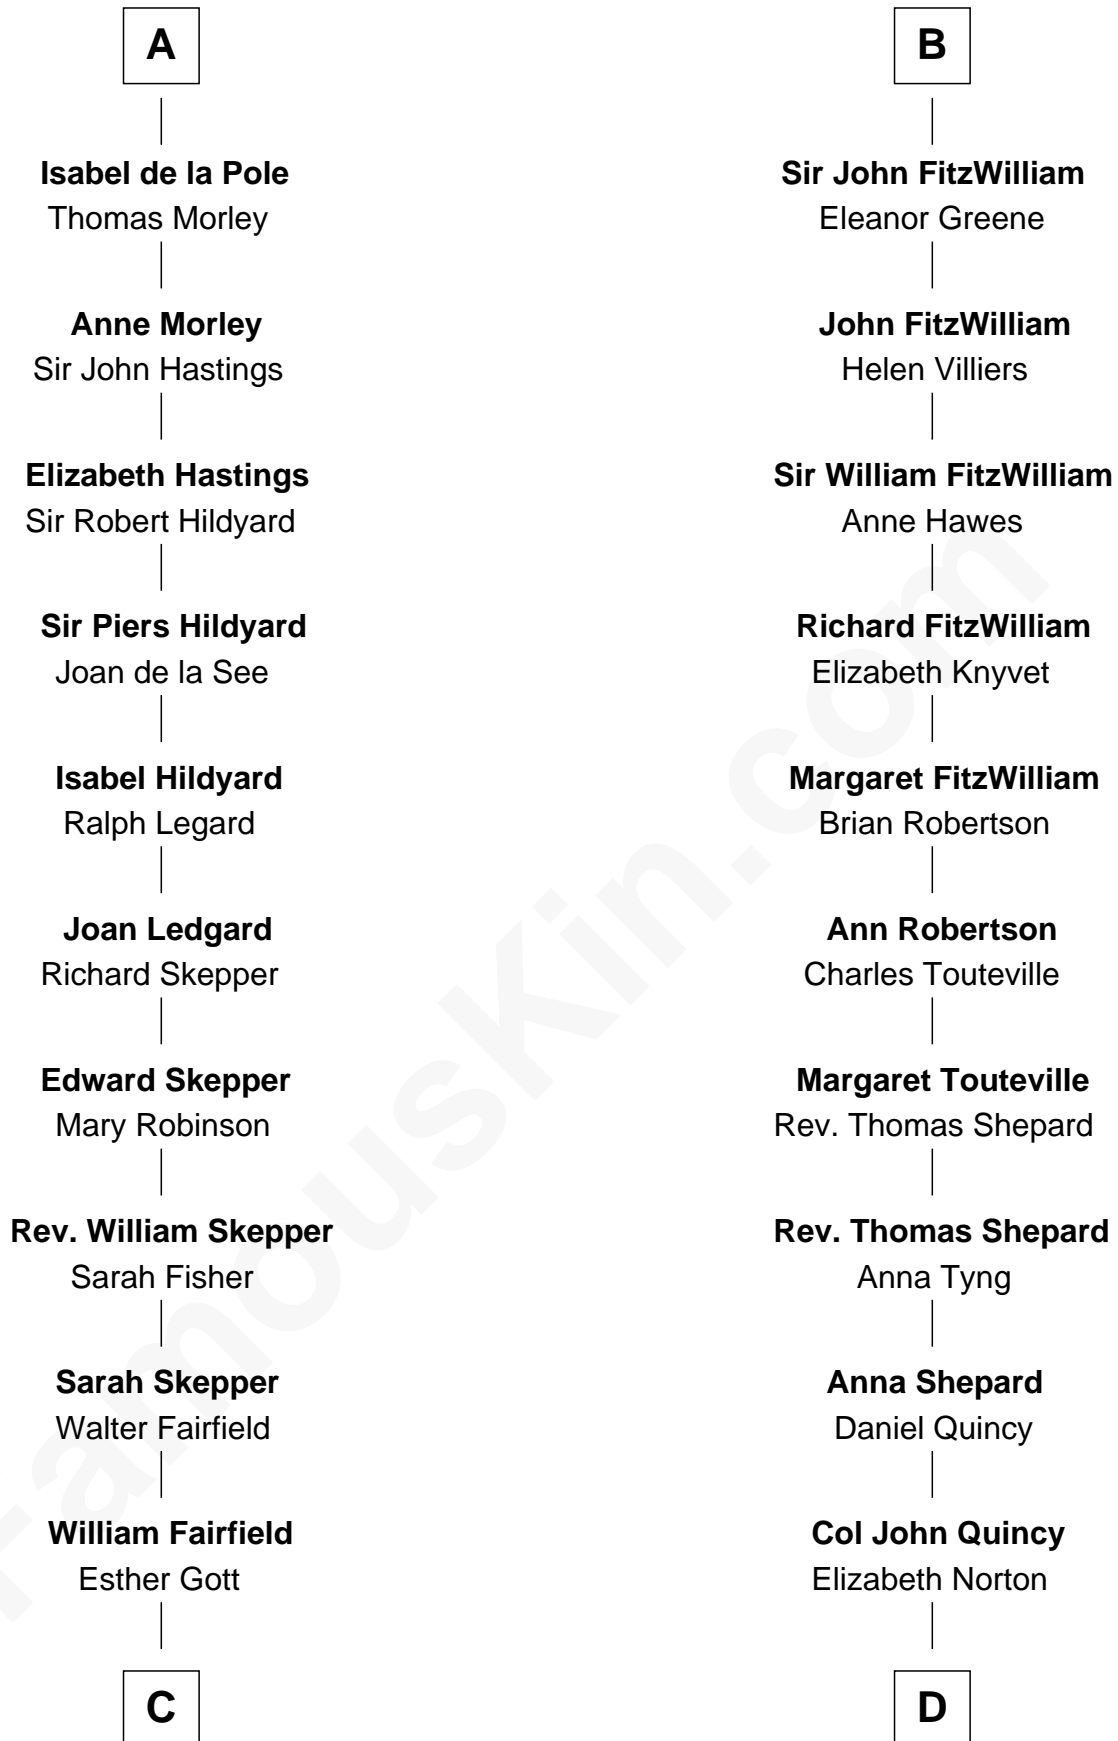 A
Isabel de la Pole
Thomas Morley
Anne Morley
Sir John Hastings
Elizabeth Hastings
Sir Robert Hildyard
Sir Piers Hildyard
Joan de la See
Isabel Hildyard
Ralph Legard
Joan Ledgard
Richard Skepper
Edward Skepper
Mary Robinson
Rev. William Skepper
Sarah Fisher
Sarah Skepper
Walter Fairfield
William Fairfield
Esther Gott
C
B
Sir John FitzWilliam
Eleanor Greene
John FitzWilliam
Helen Villiers
Sir William FitzWilliam
Anne Hawes
Richard FitzWilliam
Elizabeth Knyvet
Margaret FitzWilliam
Brian Robertson
Ann Robertson
Charles Touteville
Margaret Touteville
Rev. Thomas Shepard
Rev. Thomas Shepard
Anna Tyng
Anna Shepard
Daniel Quincy
Col John Quincy
Elizabeth Norton
D
FamousKin.com